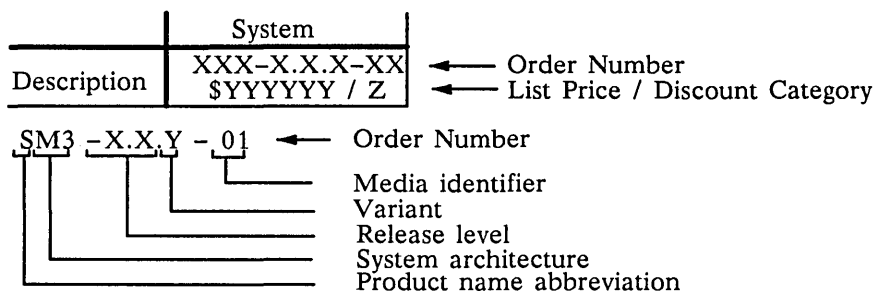 System
XXX-X.X.X-XX Order Number
Description $YYYYYY / Z List Price / Discount Category
SM3 -X.X.Y - 01 Order Number
Media identifier
Variant
Release level
System architecture
Product name abbreviation